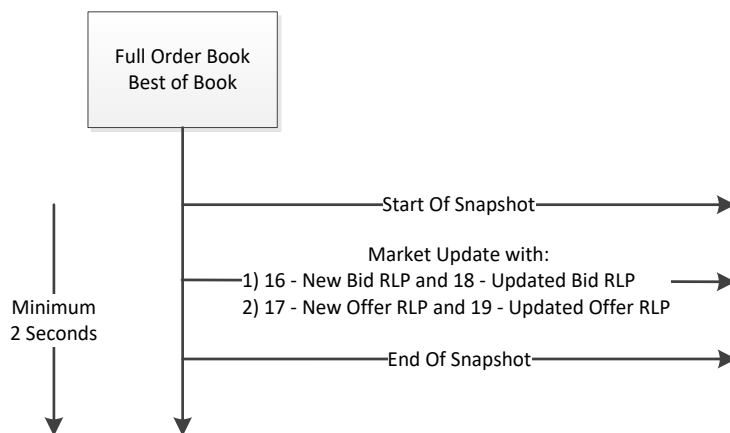 Full Order Book
Best of Book
Start Of Snapshot
Market Update with:
1) 16 - New Bid RLP and 18 - Updated Bid RLP
2) 17 - New Offer RLP and 19 - Updated Offer RLP
Minimum
2 Seconds
End Of Snapshot